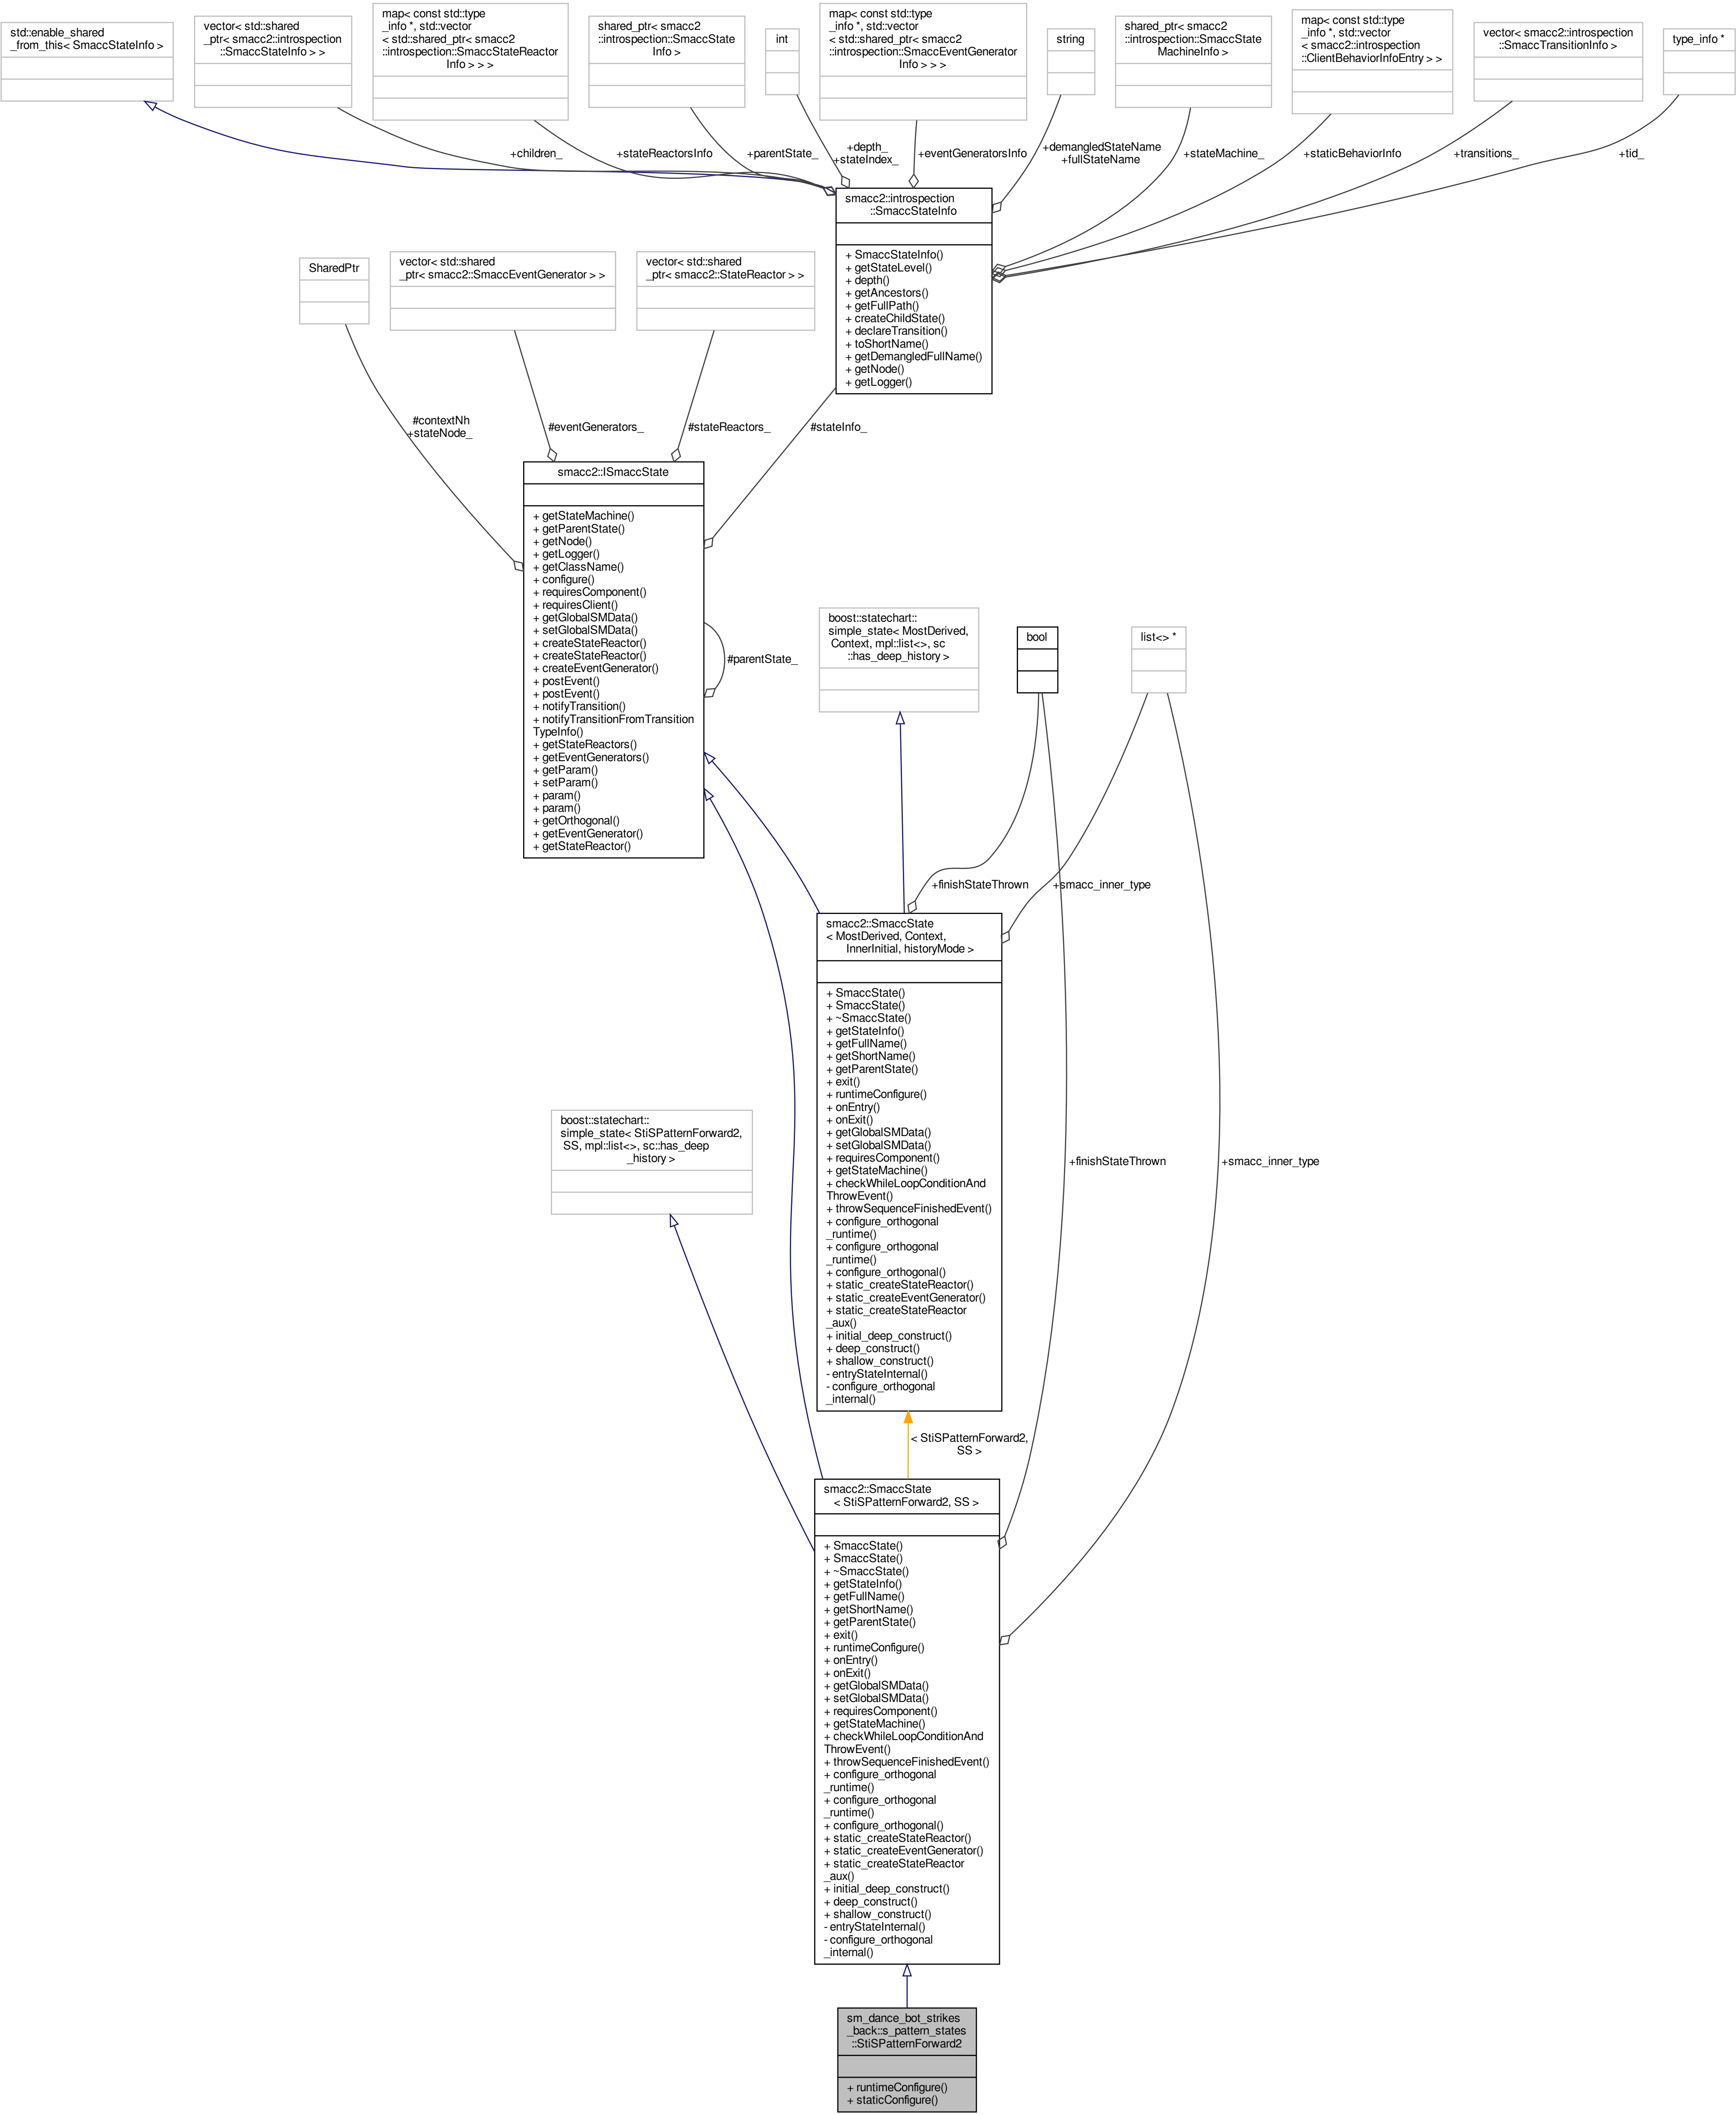 std::enable_shared
_from_this< SmaccStateInfo >
vector< std::shared
_ptr< smacc2::introspection
::SmaccStateInfo > >
map< const std::type
_info *, std::vector
< std::shared_ptr< smacc2
::introspection::SmaccStateReactor
Info > > >
shared_ptr< smacc2
::introspection::SmaccState
Info >
int
map< const std::type
_info *, std::vector
< std::shared_ptr< smacc2
::introspection::SmaccEventGenerator
Info > > >
string
shared_ptr< smacc2
::introspection::SmaccState
MachineInfo >
map< const std::type
_info *, std::vector
< smacc2::introspection
::ClientBehaviorInfoEntry > >
vector< smacc2::introspection
::SmaccTransitionInfo >
type_info *
+children_
+stateReactorsInfo
+parentState_
+depth_
+stateIndex_
+eventGeneratorsInfo
+demangledStateName
+fullStateName
+stateMachine_
+staticBehaviorInfo
+transitions_
+tid_
smacc2::introspection
::SmaccStateInfo
+ SmaccStateInfo()
+ getStateLevel()
+ depth()
+ getAncestors()
+ getFullPath()
+ createChildState()
+ declareTransition()
+ toShortName()
+ getDemangledFullName()
+ getNode()
+ getLogger()
SharedPtr
vector< std::shared
_ptr< smacc2::SmaccEventGenerator > >
vector< std::shared
_ptr< smacc2::StateReactor > >
#contextNh
+stateNode_
#eventGenerators_
#stateReactors_
#stateInfo_
smacc2::ISmaccState
+ getStateMachine()
+ getParentState()
+ getNode()
+ getLogger()
+ getClassName()
+ configure()
+ requiresComponent()
+ requiresClient()
+ getGlobalSMData()
+ setGlobalSMData()
+ createStateReactor()
+ createStateReactor()
+ createEventGenerator()
+ postEvent()
+ postEvent()
+ notifyTransition()
+ notifyTransitionFromTransition
TypeInfo()
+ getStateReactors()
+ getEventGenerators()
+ getParam()
+ setParam()
+ param()
+ param()
+ getOrthogonal()
+ getEventGenerator()
+ getStateReactor()
#parentState_
boost::statechart::
simple_state< MostDerived,
Context, mpl::list<>, sc
::has_deep_history >
bool
list<> *
+finishStateThrown
+smacc_inner_type
smacc2::SmaccState
< MostDerived, Context,
InnerInitial, historyMode >
+ SmaccState()
+ SmaccState()
+ ~SmaccState()
+ getStateInfo()
+ getFullName()
+ getShortName()
+ getParentState()
+ exit()
+ runtimeConfigure()
+ onEntry()
+ onExit()
+ getGlobalSMData()
+ setGlobalSMData()
+ requiresComponent()
+ getStateMachine()
+ checkWhileLoopConditionAnd
ThrowEvent()
+ throwSequenceFinishedEvent()
+ configure_orthogonal
_runtime()
+ configure_orthogonal
_runtime()
+ configure_orthogonal()
+ static_createStateReactor()
+ static_createEventGenerator()
+ static_createStateReactor
_aux()
+ initial_deep_construct()
+ deep_construct()
+ shallow_construct()
- entryStateInternal()
- configure_orthogonal
_internal()
boost::statechart::
simple_state< StiSPatternForward2,
SS, mpl::list<>, sc::has_deep
_history >
+finishStateThrown
+smacc_inner_type
< StiSPatternForward2,
SS >
smacc2::SmaccState
< StiSPatternForward2, SS >
+ SmaccState()
+ SmaccState()
+ ~SmaccState()
+ getStateInfo()
+ getFullName()
+ getShortName()
+ getParentState()
+ exit()
+ runtimeConfigure()
+ onEntry()
+ onExit()
+ getGlobalSMData()
+ setGlobalSMData()
+ requiresComponent()
+ getStateMachine()
+ checkWhileLoopConditionAnd
ThrowEvent()
+ throwSequenceFinishedEvent()
+ configure_orthogonal
_runtime()
+ configure_orthogonal
_runtime()
+ configure_orthogonal()
+ static_createStateReactor()
+ static_createEventGenerator()
+ static_createStateReactor
_aux()
+ initial_deep_construct()
+ deep_construct()
+ shallow_construct()
- entryStateInternal()
- configure_orthogonal
_internal()
sm_dance_bot_strikes
_back::s_pattern_states
::StiSPatternForward2
+ runtimeConfigure()
+ staticConfigure()